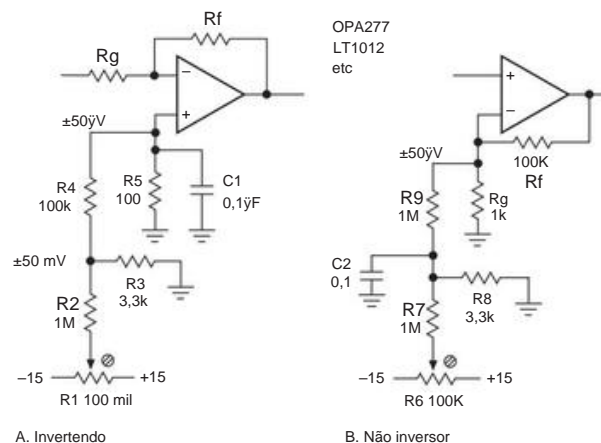 Rg
Rf
−
+
±50ÿV
R4
100k
R5
100
C1
0,1ÿF
±50 mV
R3
3,3k
R2
1M
−15
+15
R1 100 mil
A. Invertendo
OPA277
LT1012
etc
+
−
±50ÿV
100K
Rf
R9
1M
Rg
1k
C2
0,1
R8
3,3k
R7
1M
−15
+15
R6 100K
B. Não inversor